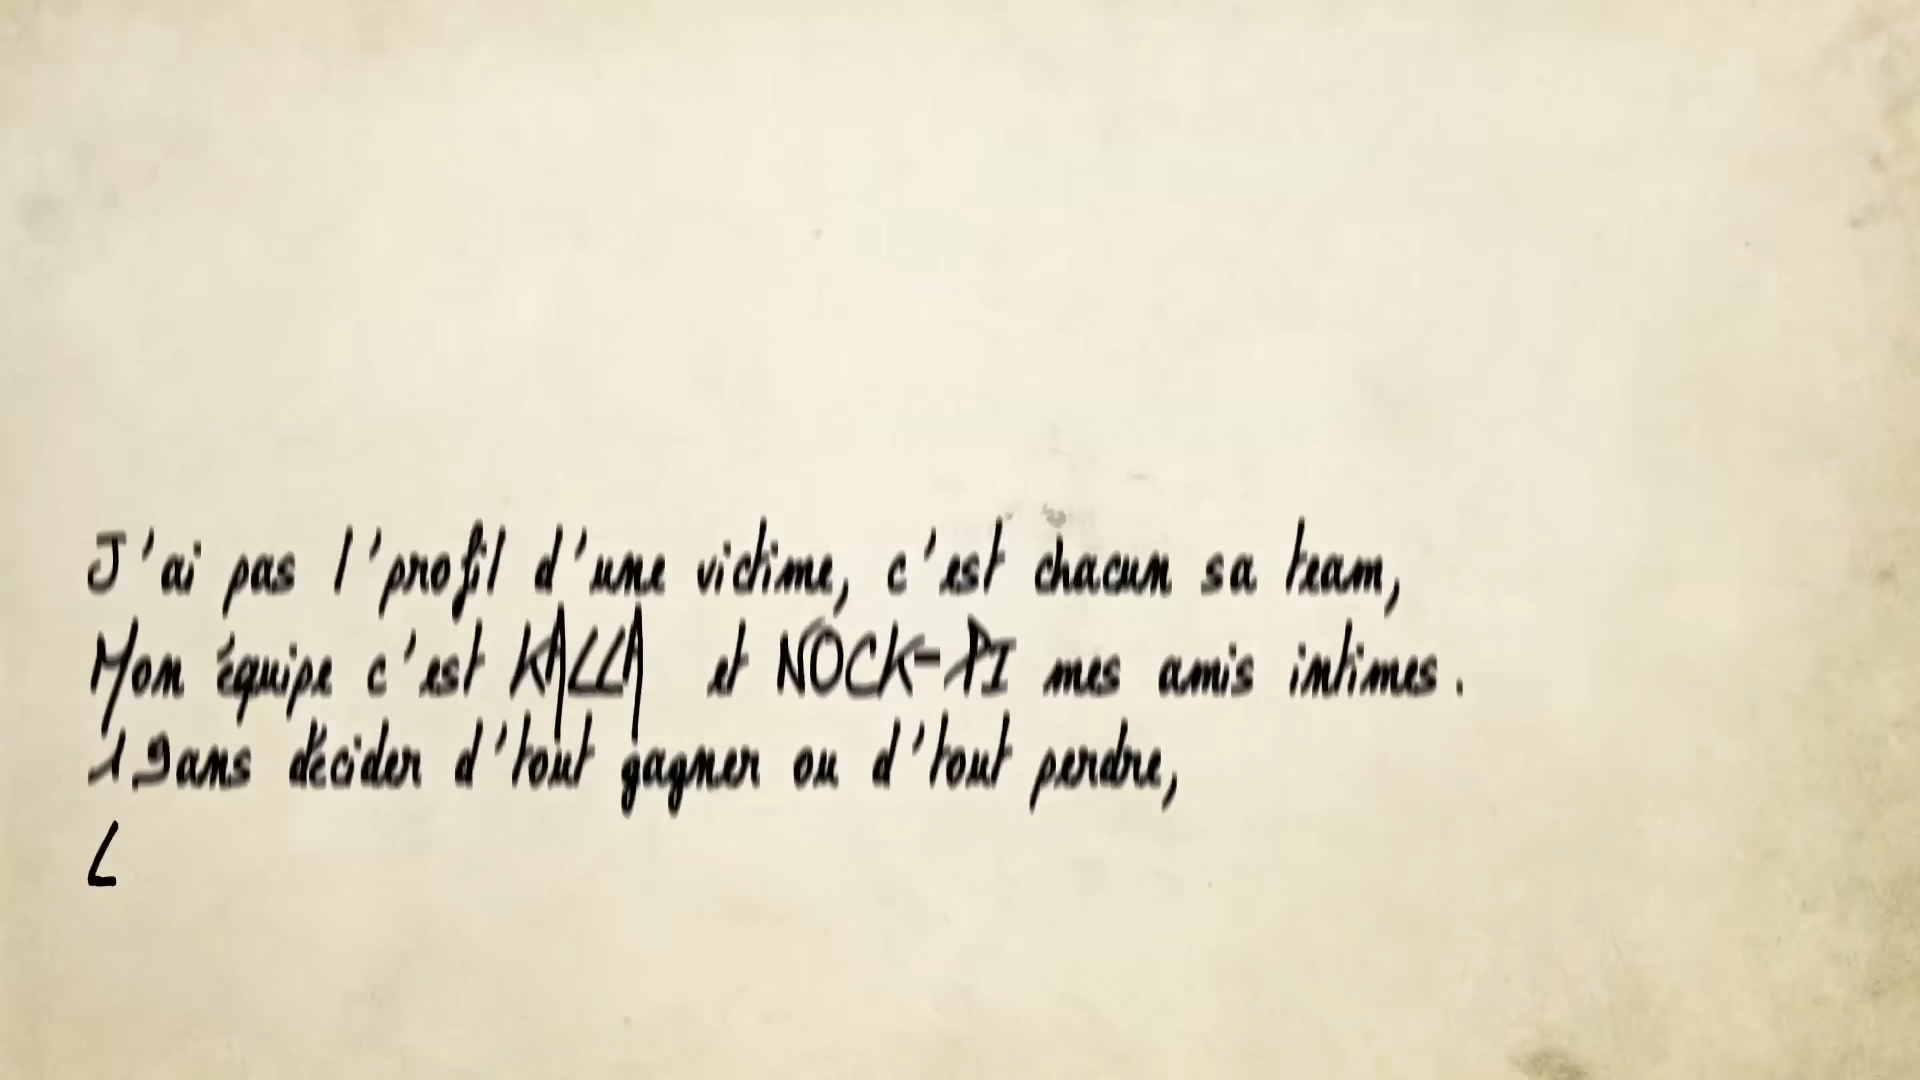 J'ai pas l'profil d'une victime, c'est chacun sa team,
Mon équipe c'est KALLA et NOCK-PI mes amis intimes.
19ans décider d'tout gagner ou d'tout perdre,
L